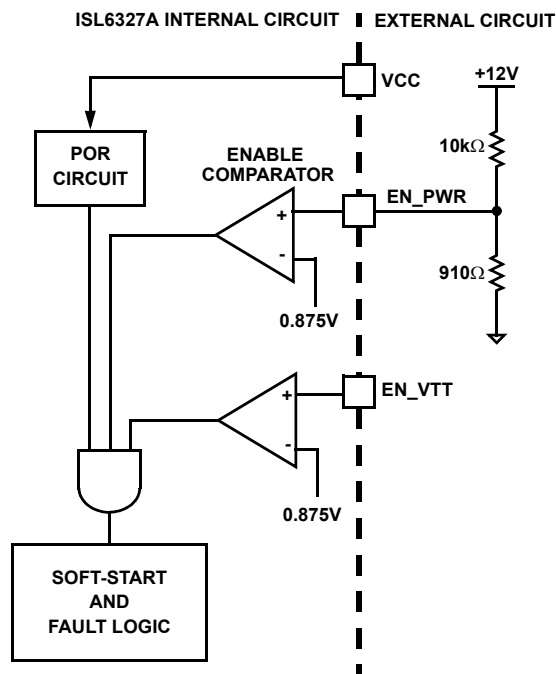 ISL6327A INTERNAL CIRCUIT
EXTERNAL CIRCUIT
+12V
VCC
10kΩ
POR
CIRCUIT
ENABLE
COMPARATOR
+
-
EN_PWR
910Ω
0.875V
+
-
EN_VTT
0.875V
SOFT-START
AND
FAULT LOGIC